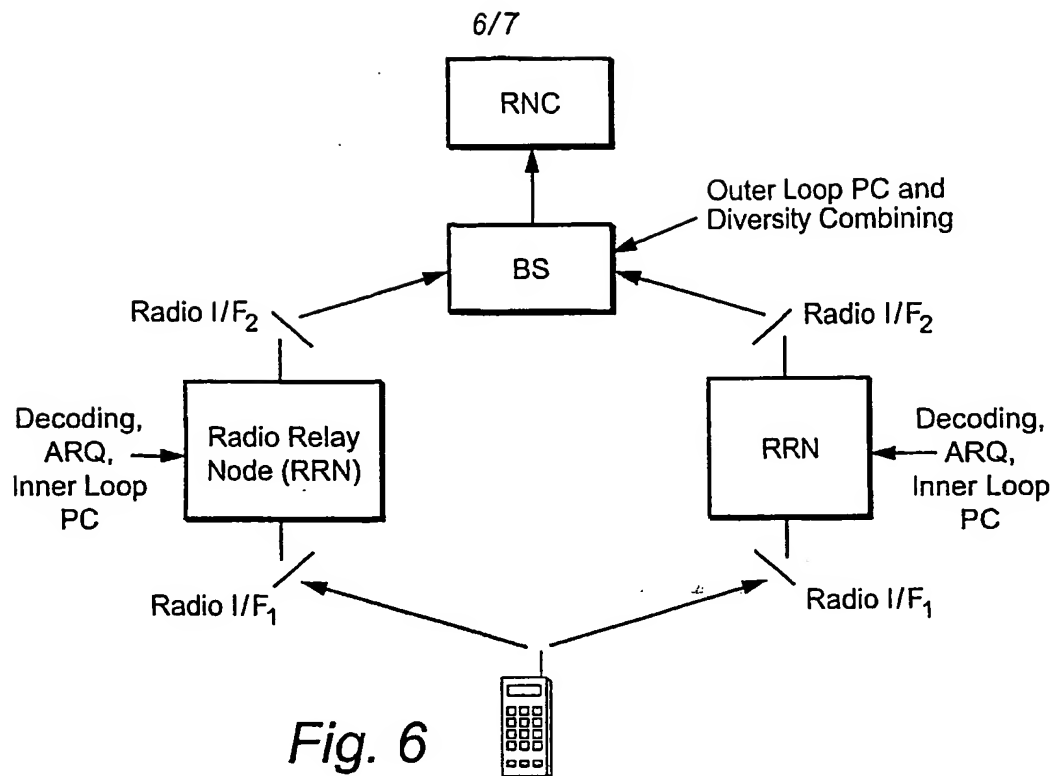 6/7
RNC
Outer Loop PC and
Diversity Combining
BS
Radio I/F2
Radio I/F2
Decoding,
ARQ,
Inner Loop
PC
Radio Relay
Node (RRN)
RRN
Decoding,
ARQ,
Inner Loop
PC
Radio I/F1
Radio I/F1
Fig. 6